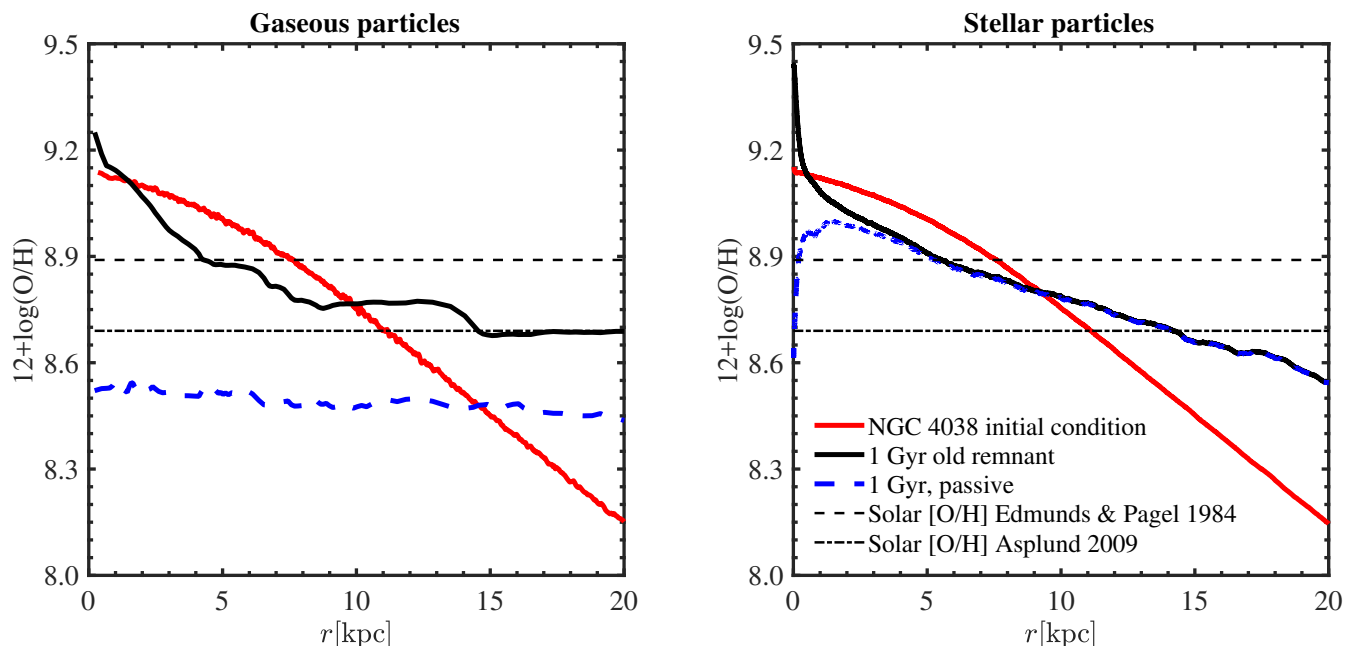 Gaseous particles
9.5
9.2
8.9
8.6
8.3
8.0
12+log(O/H)
0
5
10
15
20
r[kpc]
Stellar particles
9.5
9.2
8.9
8.6
8.3
8.0
12+log(O/H)
NGC 4038 initial condition
1 Gyr old remnant
1 Gyr, passive
Solar [O/H] Edmunds & Pagel 1984
Solar [O/H] Asplund 2009
0
5
10
15
20
r[kpc]